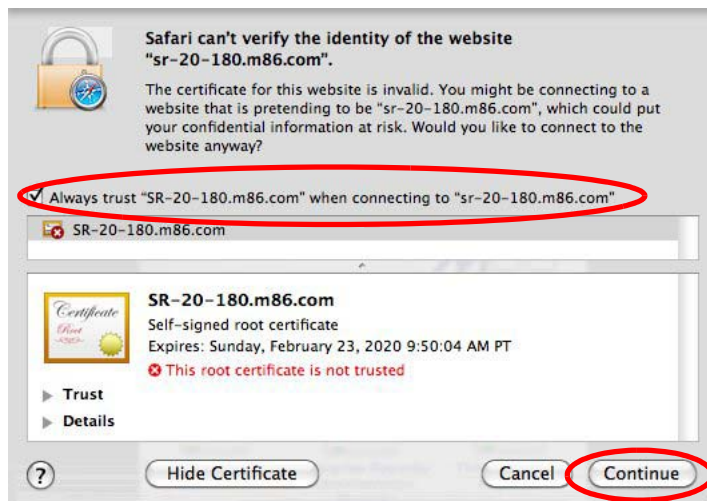 Safari can't verify the identity of the website
"sr-20-180.m86.com".
The certificate for this website is invalid. You might be connecting to a
website that is pretending to be "sr-20-180.m86.com", which could put
your confidential information at risk. Would you like to connect to the
website anyway?
Always trust "SR-20-180.m86.com" when connecting to "sr-20-180.m86.com"
SR-20-180.m86.com
Certificate
Root
SR-20-180.m86.com
Self-signed root certificate
Expires: Sunday, February 23, 2020 9:50:04 AM PT
This root certificate is not trusted
Trust
Details
? Hide Certificate Cancel Continue